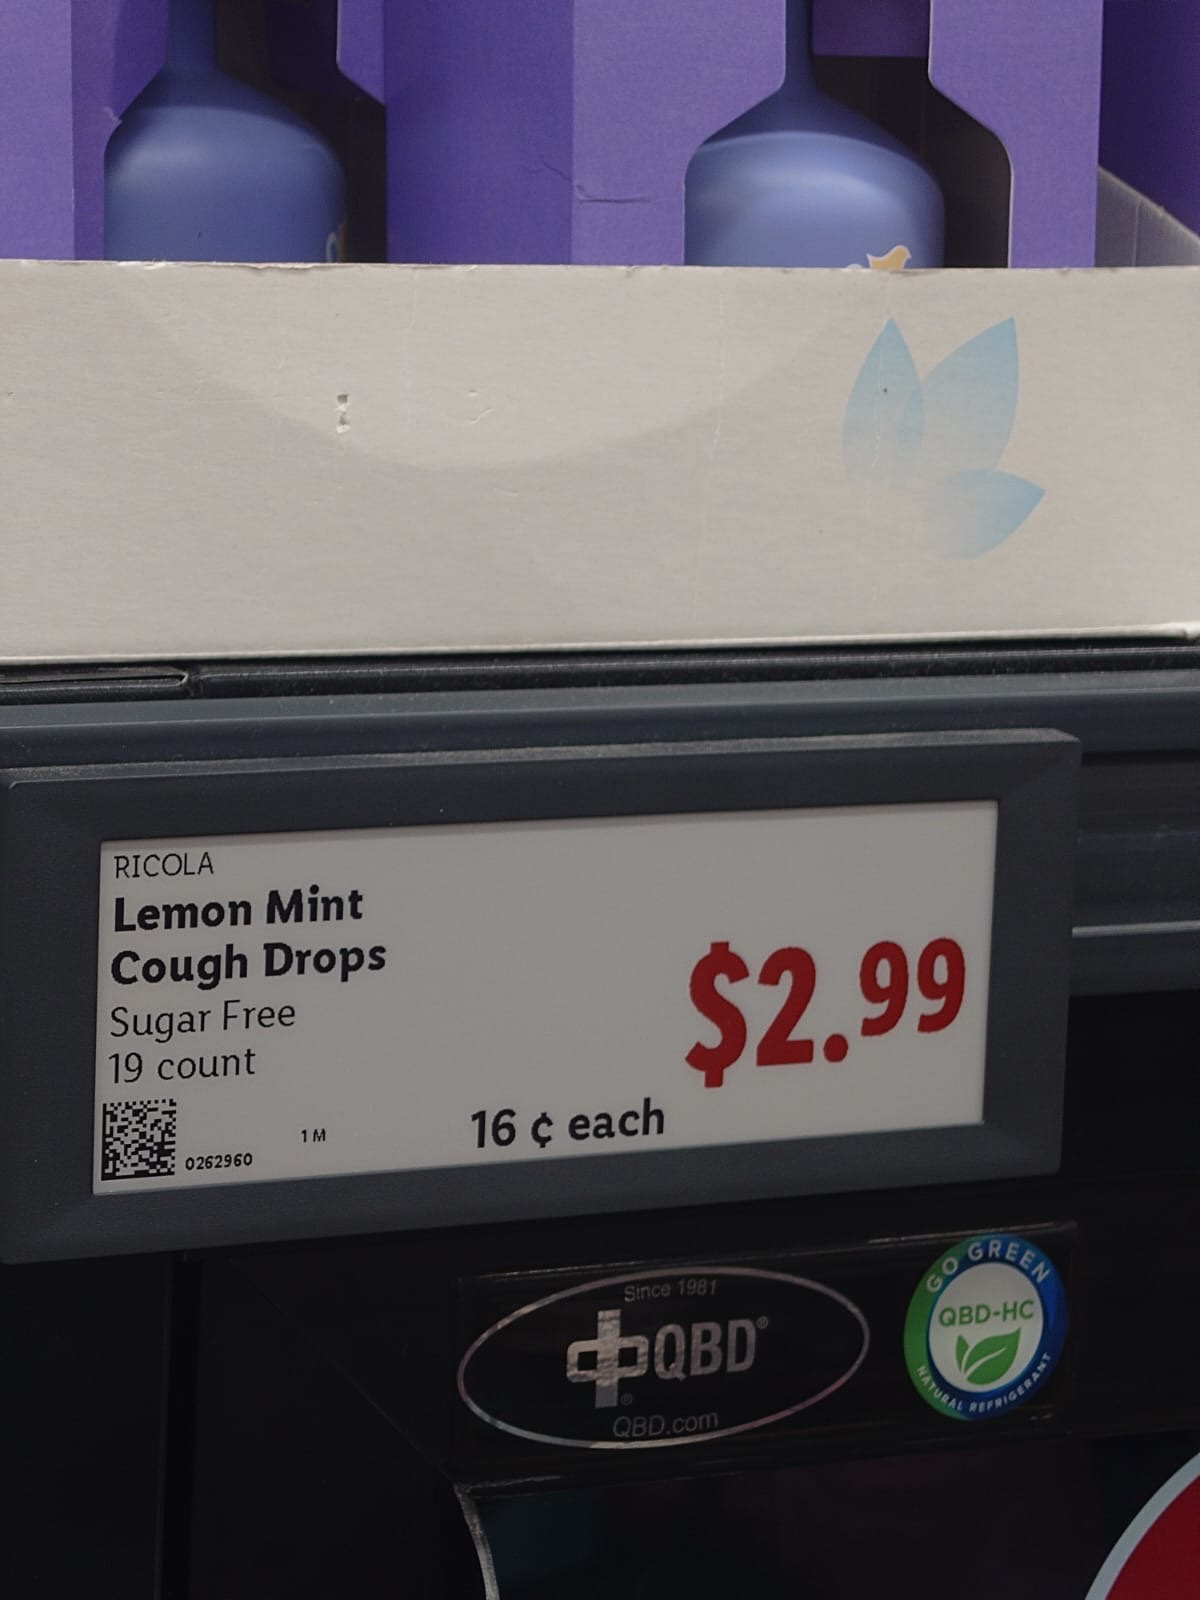 RICOLA
Lemon Mint
Cough Drops
Sugar Free
19 count
$2.99
16 ¢ each
1 M
0262960
Since 1981
QBD®
®
QBD.com
GO GREEN
QBD-HC
NATURAL REFRIGERANT